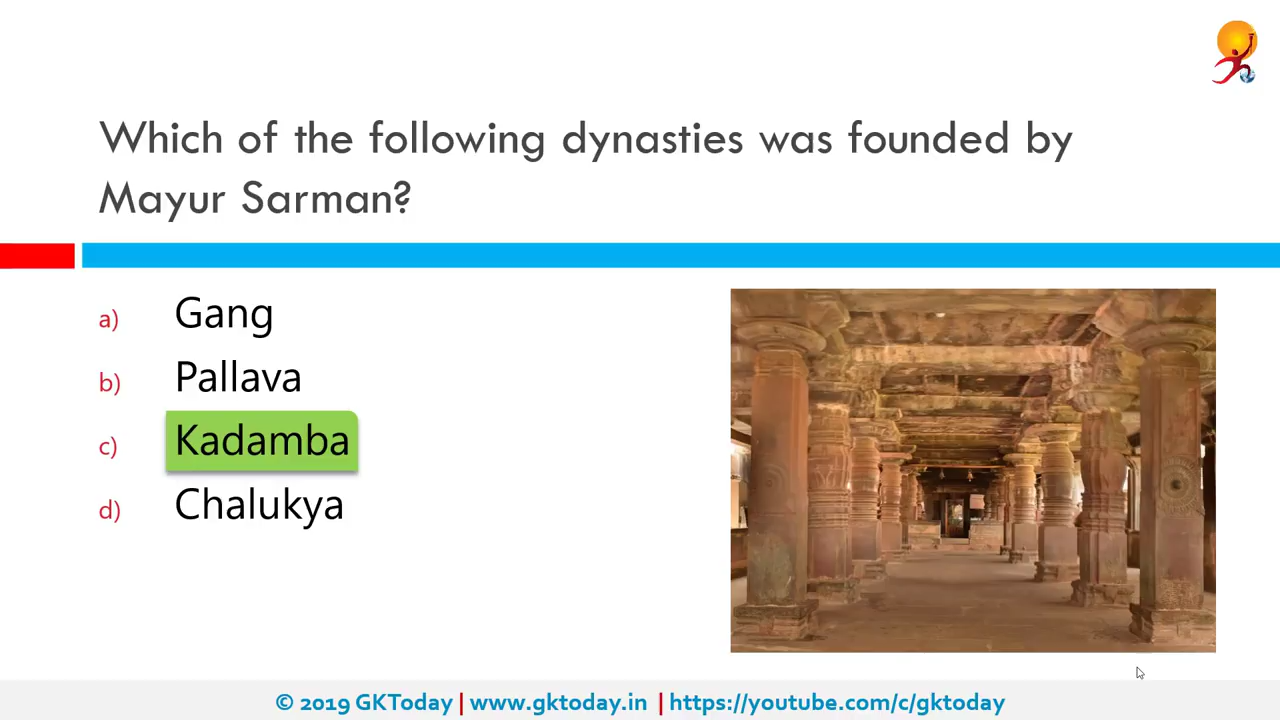 Which of the following dynasties was founded by
Mayur Sarman?
a) Gang
b) Pallava
c) Kadamba
d) Chalukya
© 2019 GKToday | www.gktoday.in | https://youtube.com/c/gktoday